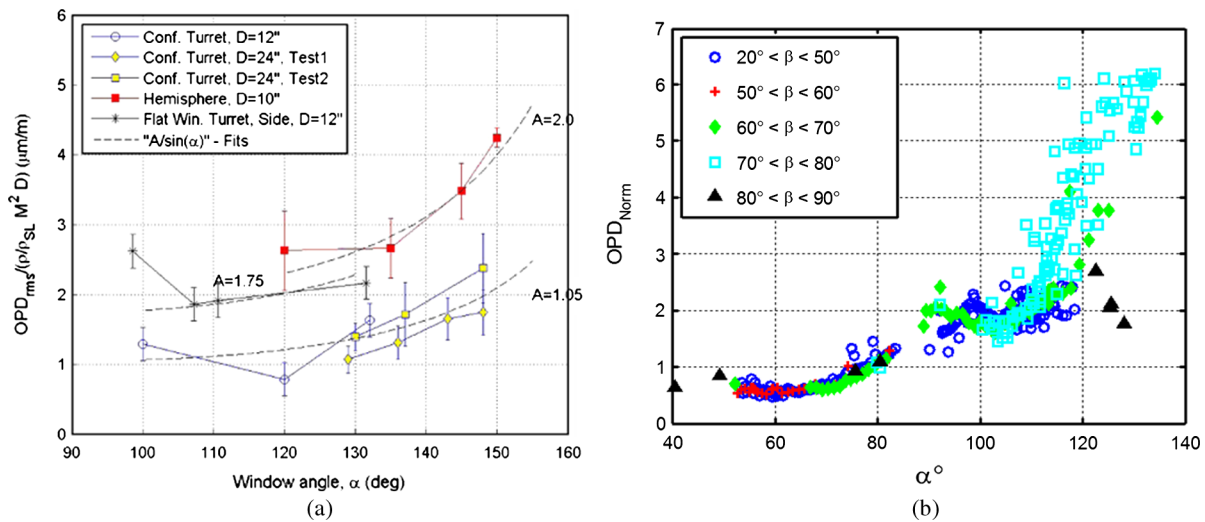 6
5
4
3
2
1
0
OPD_rms/(ρ/ρ_SL M² D) (μm/m)
Conf. Turret, D=12"
Conf. Turret, D=24", Test1
Conf. Turret, D=24", Test2
Hemisphere, D=10"
Flat Win. Turret, Side, D=12"
"A/sin(α)" - Fits
A=2.0
A=1.75
A=1.05
90 100 110 120 130 140 150 160
Window angle, α (deg)
(a)
7
6
5
4
3
2
1
0
OPD_Norm
20° < β < 50°
50° < β < 60°
60° < β < 70°
70° < β < 80°
80° < β < 90°
40 60 80 100 120 140
α°
(b)